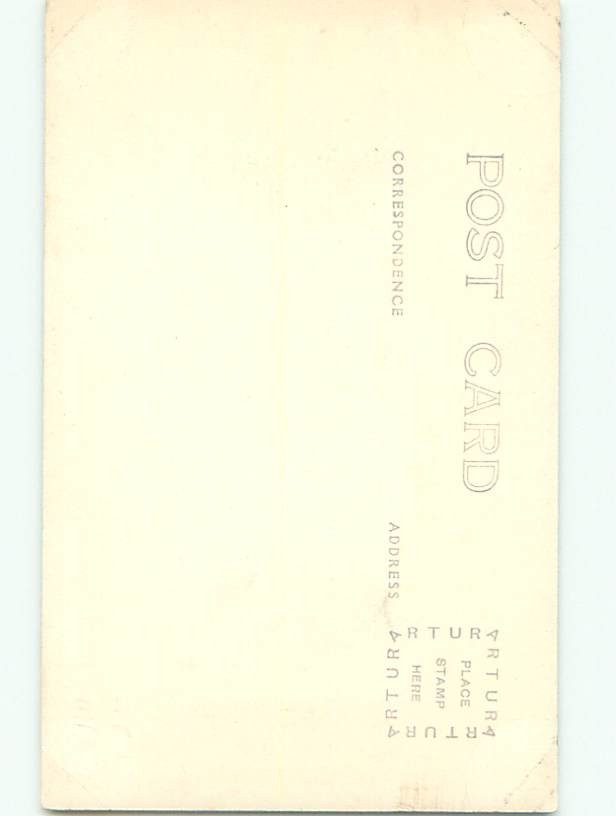 POST CARD
CORRESPONDENCE
ADDRESS
ARTURA
PLACE
STAMP
HERE
ARTURA
ARTURA
ARTURA